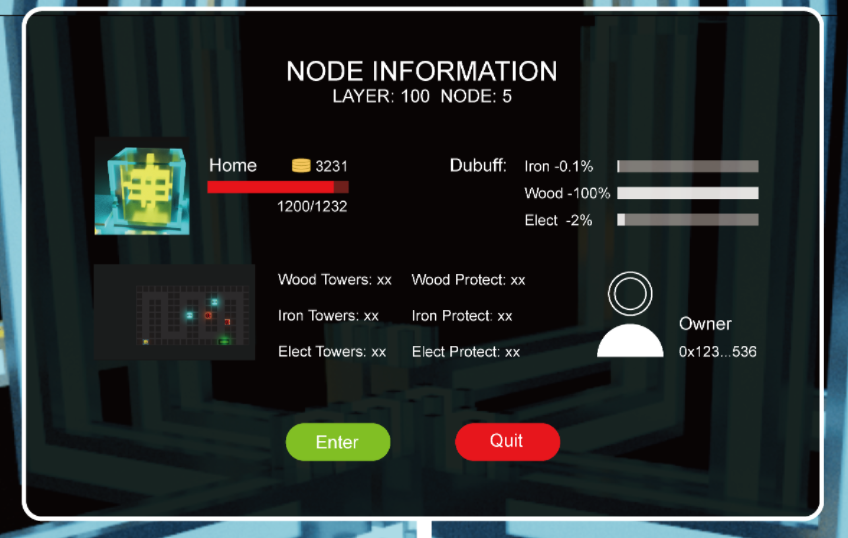 NODE INFORMATION
LAYER: 100 NODE: 5
Home
3231
1200/1232
Dubuff:
Iron -0.1%
Wood -100%
Elect -2%
Wood Towers: xx
Wood Protect: xx
Iron Towers: xx
Iron Protect: xx
Elect Towers: xx
Elect Protect: xx
Owner
0x123...536
Enter
Quit